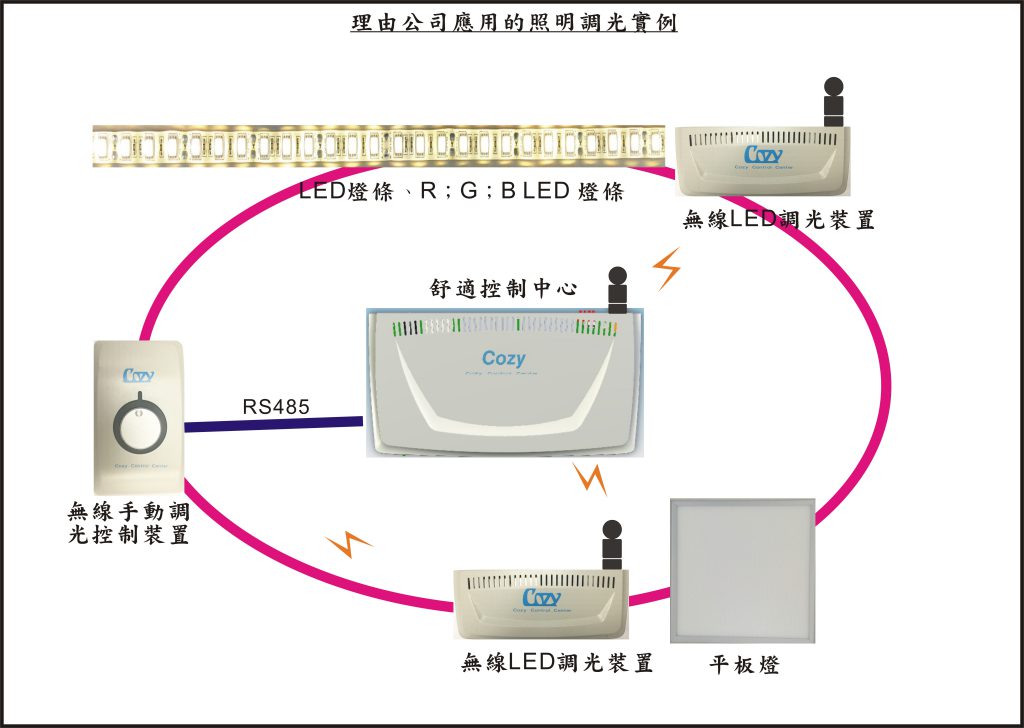 理由公司應用的照明調光實例
COZY
Cozy Control Center
LED燈條、R；G；B LED 燈條
無線LED調光裝置
舒適控制中心
Cozy
Cozy Control Center
COZY
Cozy Control Center
RS485
無線手動調
光控制裝置
COZY
Cozy Control Center
無線LED調光裝置
平板燈